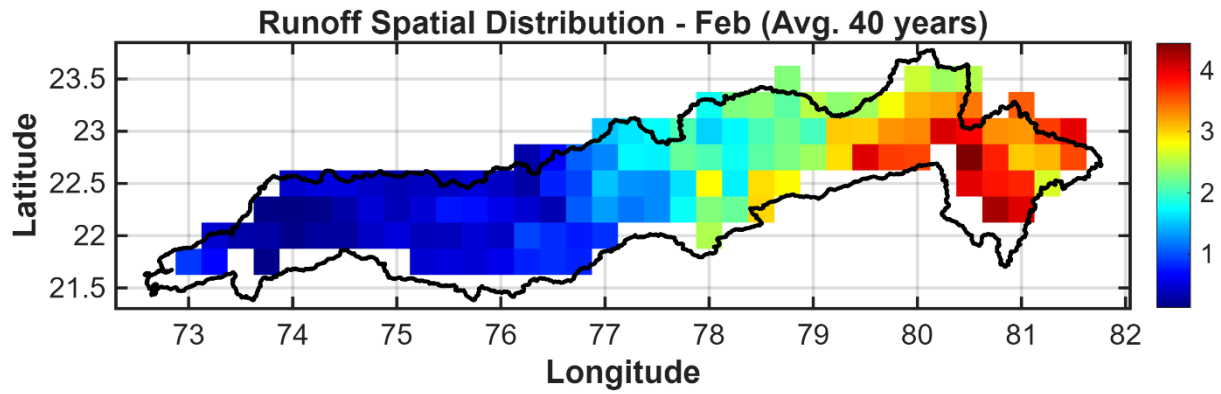 Runoff Spatial Distribution - Feb (Avg. 40 years)
23.5
23
22.5
22
21.5
Latitude
73 74 75 76 77 78 79 80 81 82
Longitude
4
3
2
1